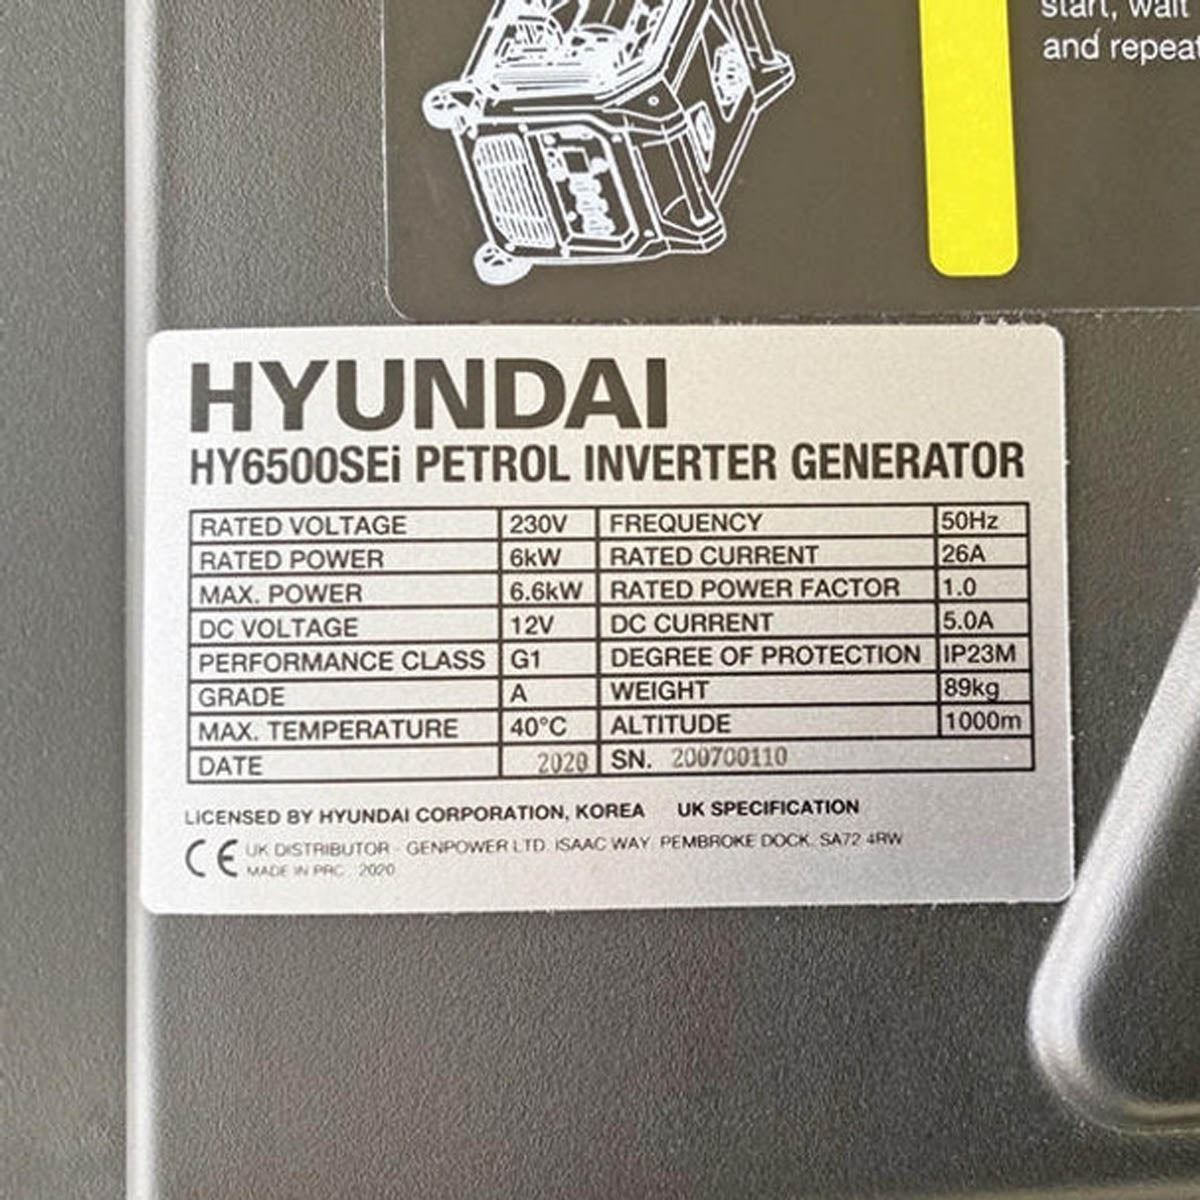 start, wait
and repeat
HYUNDAI
HYUNDAI
HY6500SEi PETROL INVERTER GENERATOR
RATED VOLTAGE 230V FREQUENCY 50Hz
RATED POWER 6kW RATED CURRENT 26A
MAX. POWER 6.6kW RATED POWER FACTOR 1.0
DC VOLTAGE 12V DC CURRENT 5.0A
PERFORMANCE CLASS G1 DEGREE OF PROTECTION IP23M
GRADE A WEIGHT 89kg
MAX. TEMPERATURE 40°C ALTITUDE 1000m
DATE 2020 SN. 200700110
LICENSED BY HYUNDAI CORPORATION, KOREA UK SPECIFICATION
CE UK DISTRIBUTOR - GENPOWER LTD. ISAAC WAY. PEMBROKE DOCK. SA72 4RW
MADE IN PRC 2020